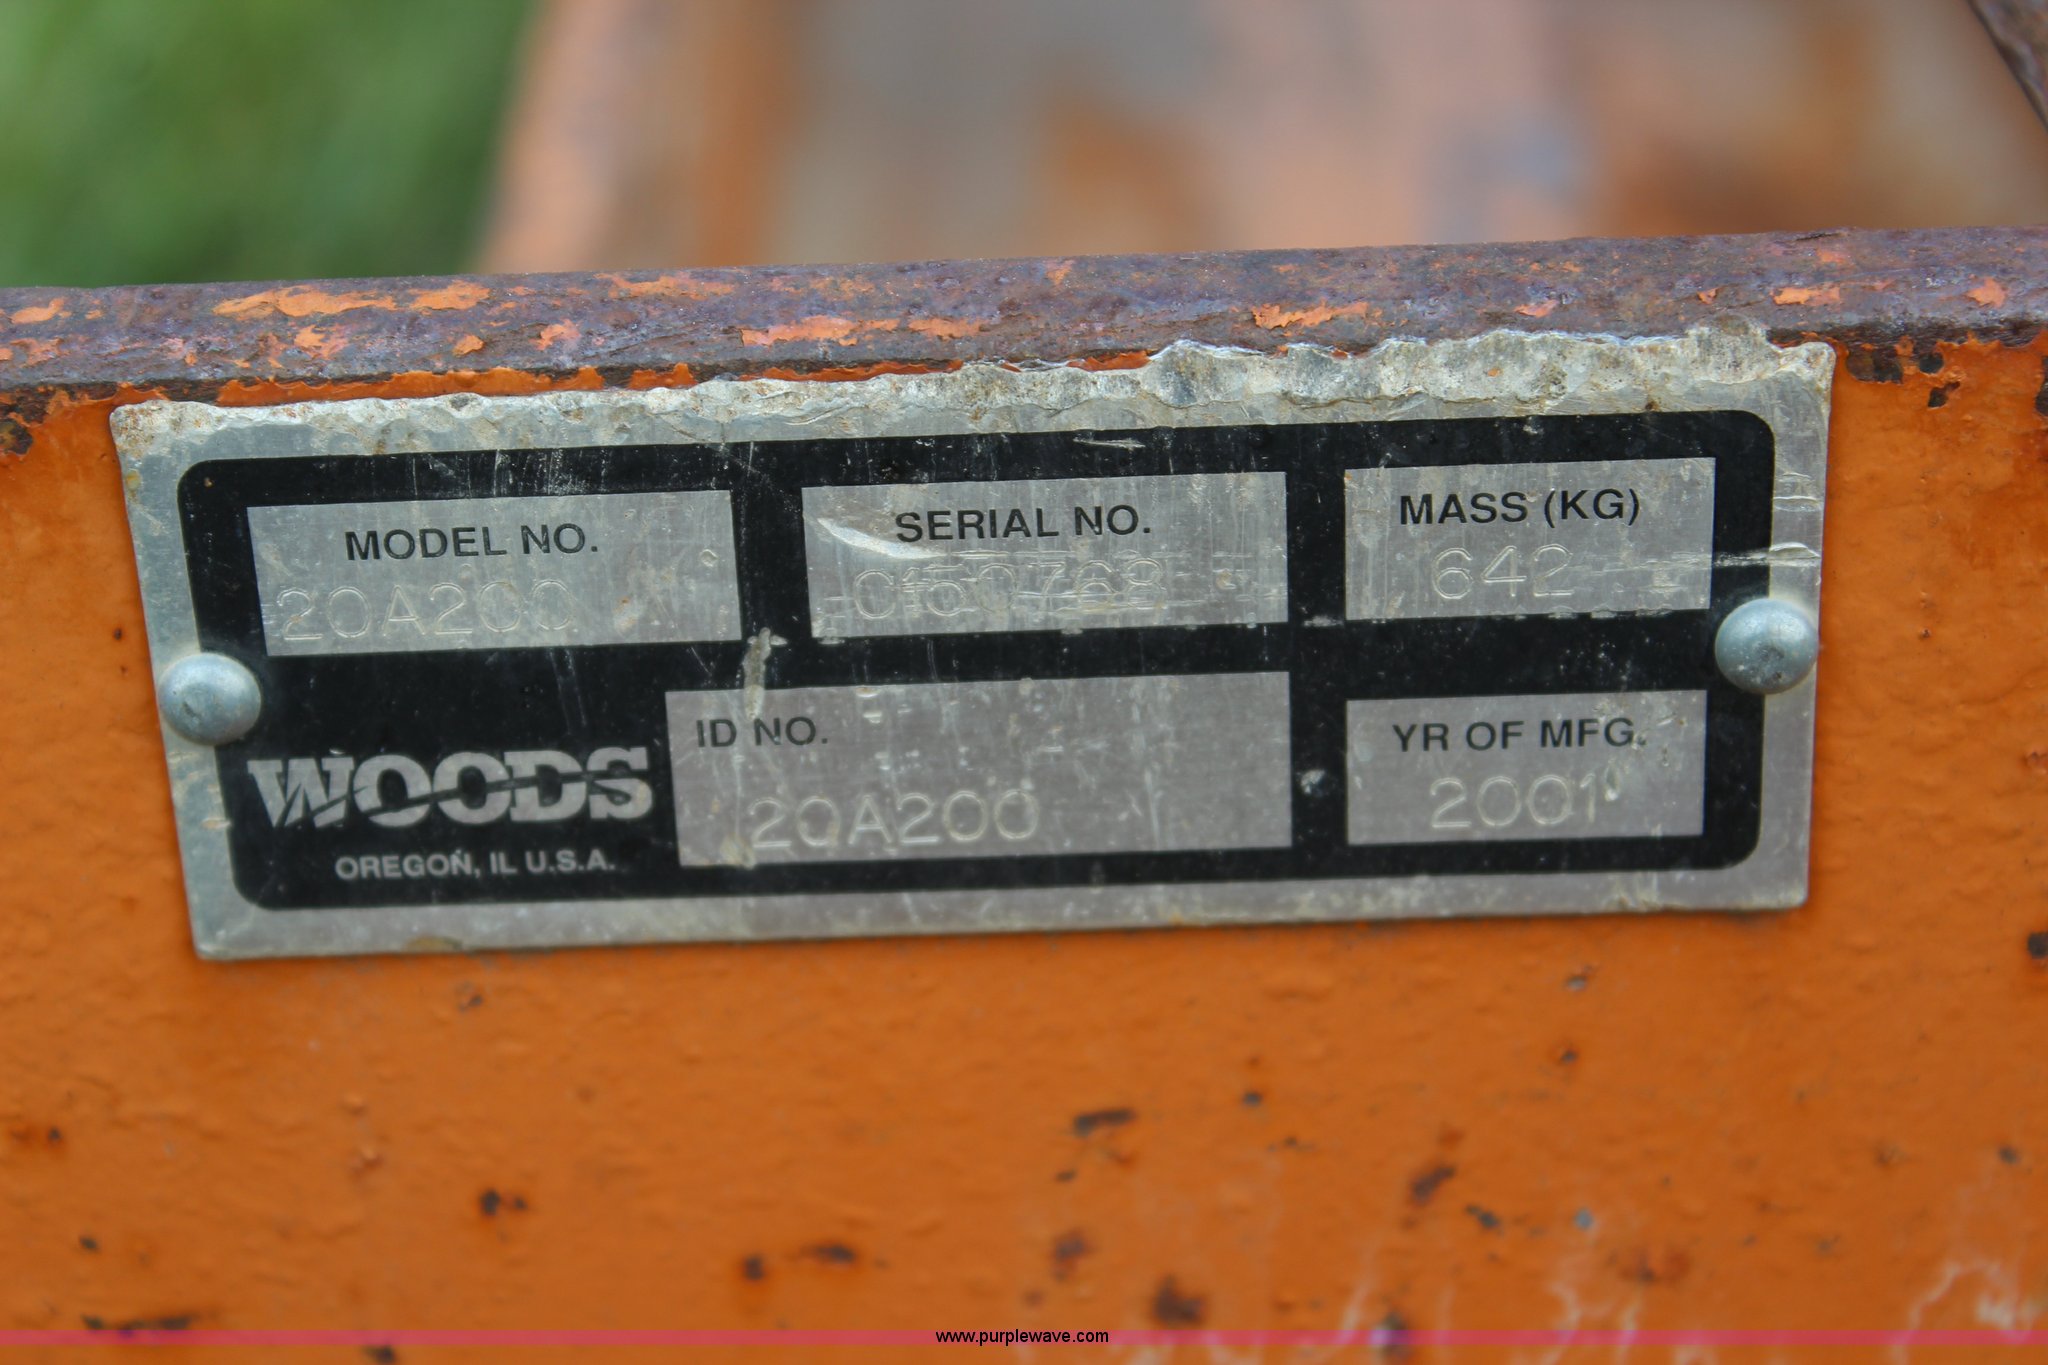 MODEL NO.
20A200
SERIAL NO.
C150763
MASS (KG)
642
WOODS
OREGON, IL U.S.A.
ID NO.
20A200
YR OF MFG.
2001
www.purplewave.com